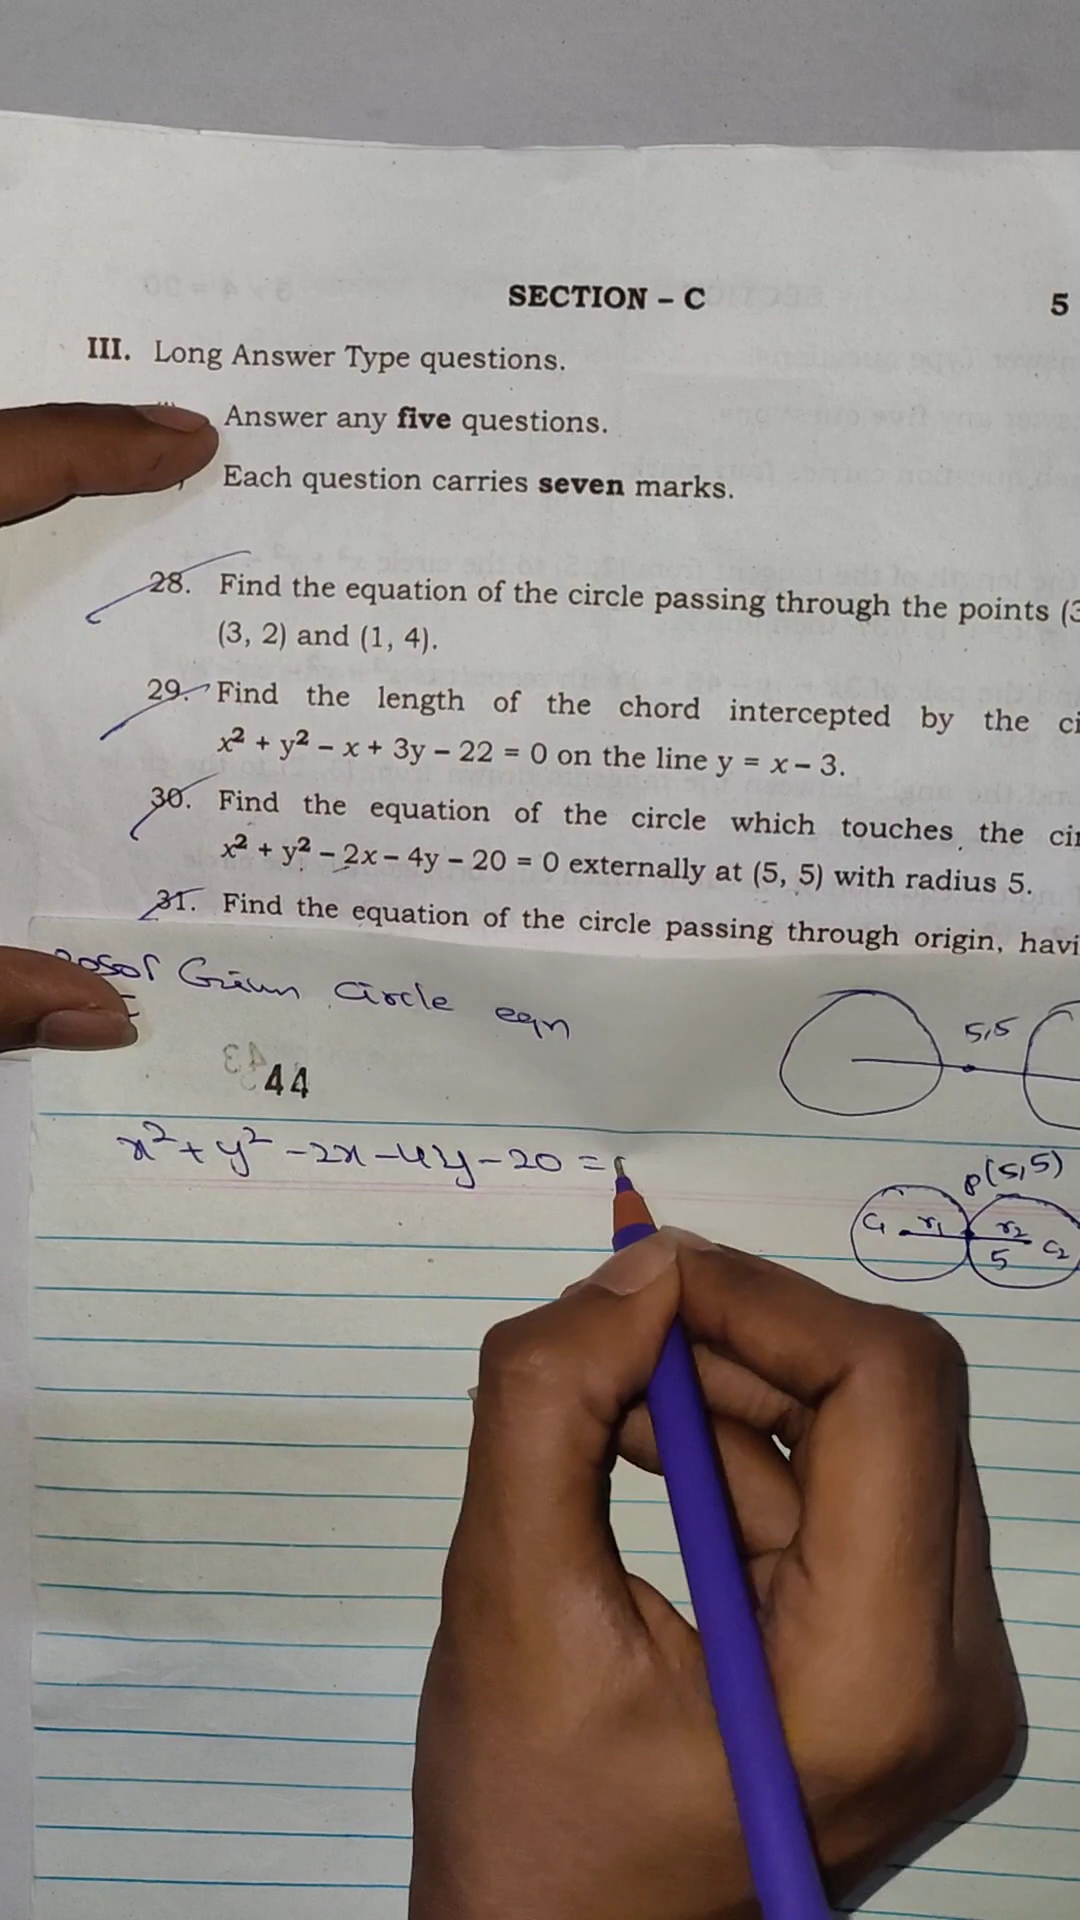 SECTION – C
5
III. Long Answer Type questions.
Answer any five questions.
Each question carries seven marks.
28. Find the equation of the circle passing through the points (3
(3, 2) and (1, 4).
29. Find the length of the chord intercepted by the ci
x² + y² – x + 3y – 22 = 0 on the line y = x – 3.
30. Find the equation of the circle which touches the cir
x² + y² – 2x – 4y – 20 = 0 externally at (5, 5) with radius 5.
31. Find the equation of the circle passing through origin, havi
Given circle eqn
5,5
44
x² + y² – 2x – 4y – 20 =
P(5,5)
C₁ r₁ r₂ C₂
5